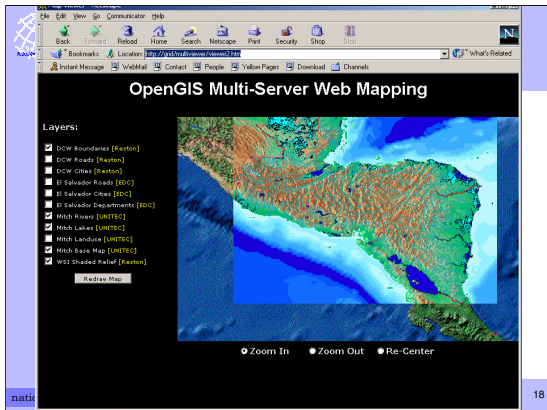 File Edit View Go Communicator Help
Back Forward Reload Home Search Netscape Print Security Shop Stop
Bookmarks Location: http://grid/multiviewer/viewer2.htm What's Related
Instant Message WebMail Contact People Yellow Pages Download Channels
OpenGIS Multi-Server Web Mapping
Layers:
DCW Boundaries [Reston]
DCW Roads [Reston]
DCW Cities [Reston]
El Salvador Roads [EDC]
El Salvador Cities [EDC]
El Salvador Departments [EDC]
Mitch Rivers [UNITEC]
Mitch Lakes [UNITEC]
Mitch Landuse [UNITEC]
Mitch Base Map [UNITEC]
WSI Shaded Relief [Reston]
Redraw Map
Zoom In Zoom Out Re-Center
18